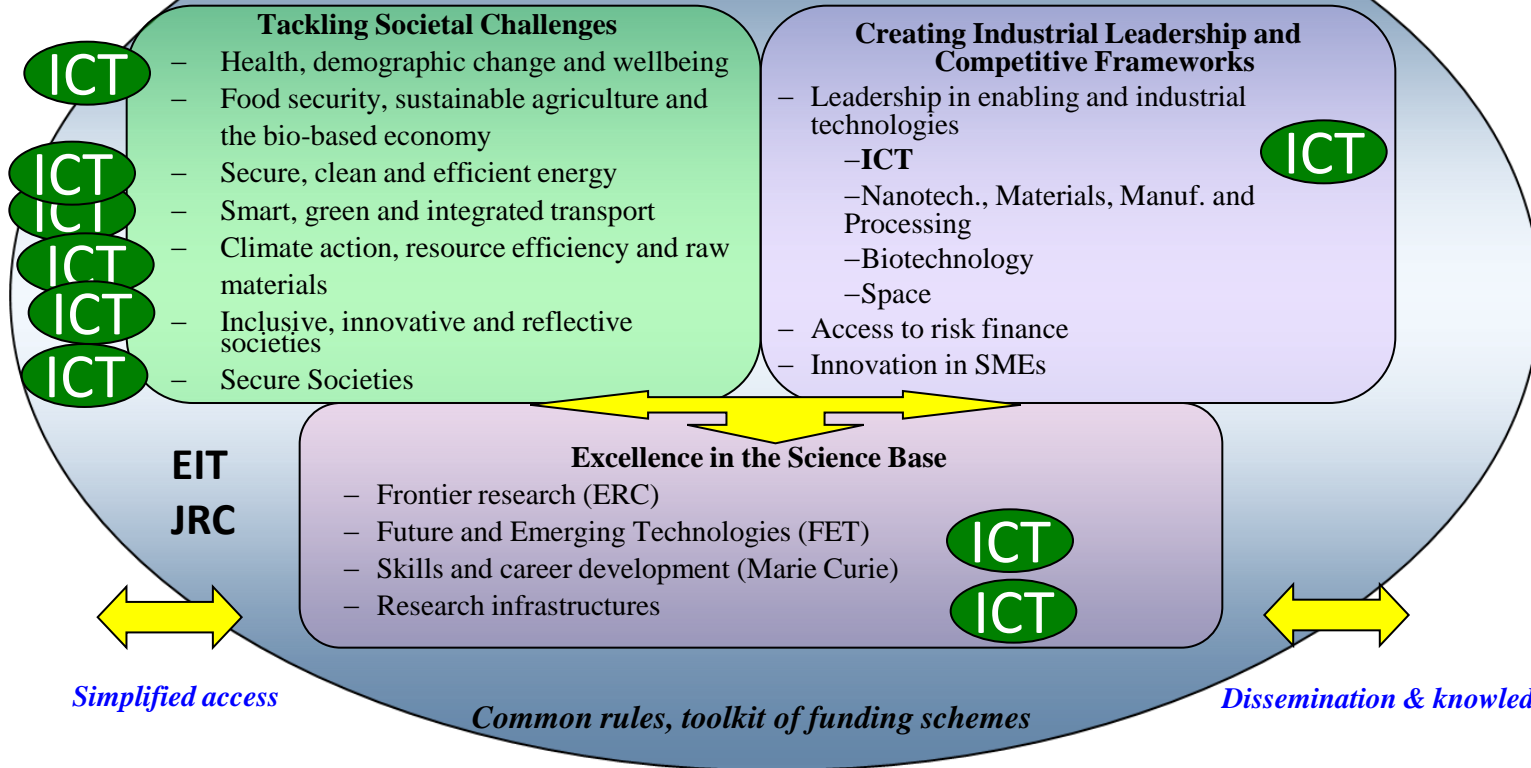 Tackling Societal Challenges
ICT
– Health, demographic change and wellbeing
– Food security, sustainable agriculture and
the bio-based economy
ICT
– Secure, clean and efficient energy
ICT
– Smart, green and integrated transport
ICT
– Climate action, resource efficiency and raw
materials
ICT
– Inclusive, innovative and reflective
societies
ICT
– Secure Societies
Creating Industrial Leadership and
Competitive Frameworks
– Leadership in enabling and industrial
technologies
ICT
–ICT
–Nanotech., Materials, Manuf. and
Processing
–Biotechnology
–Space
– Access to risk finance
– Innovation in SMEs
EIT
JRC
Excellence in the Science Base
– Frontier research (ERC)
– Future and Emerging Technologies (FET)
ICT
– Skills and career development (Marie Curie)
– Research infrastructures
ICT
Simplified access
Common rules, toolkit of funding schemes
Dissemination & knowled